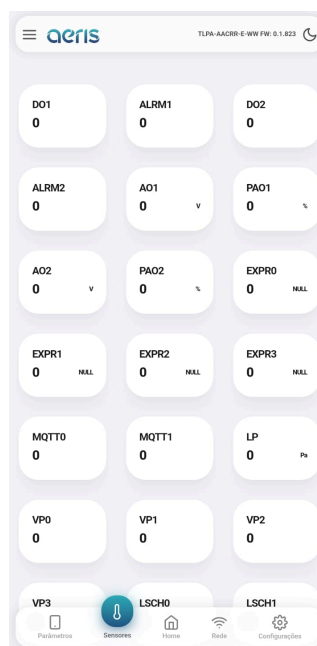 aeris TLPA-AACRR-E-WW FW: 0.1.823
DO1 ALRM1 DO2
0 0 0
ALRM2 AO1 PAO1
0 0 V 0 %
AO2 PAO2 EXPR0
0 V 0 % 0 NULL
EXPR1 EXPR2 EXPR3
0 NULL 0 NULL 0 NULL
MQTT0 MQTT1 LP
0 0 0 Pa
VP0 VP1 VP2
0 0 0
VP3 LSCH0 LSCH1
Parâmetros Sensores Home Rede Configurações